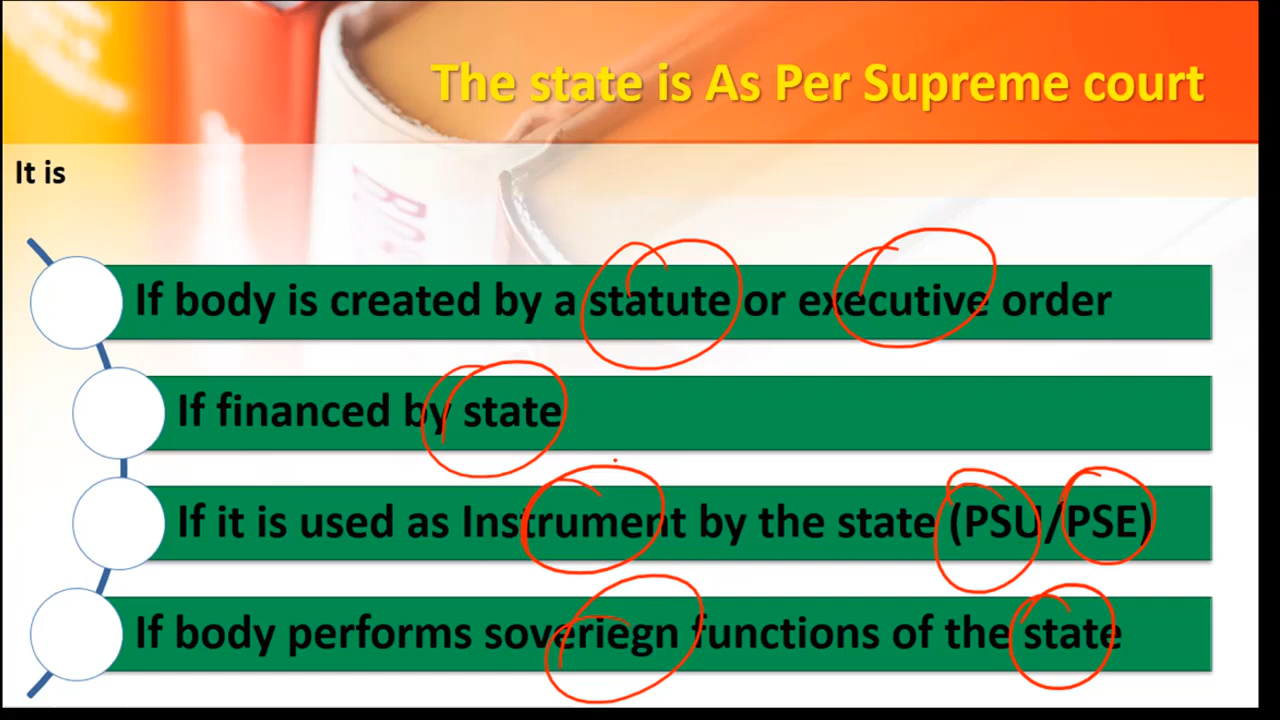 The state is As Per Supreme court
It is
If body is created by a statute or executive order
If financed by state
If it is used as Instrument by the state (PSU/PSE)
If body performs soveriegn functions of the state